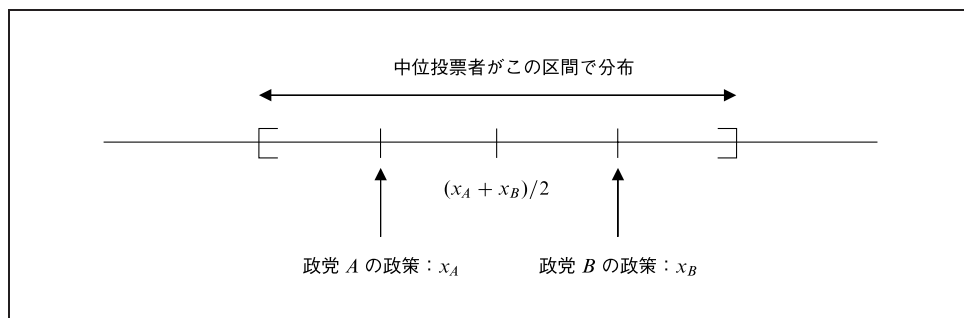 中位投票者がこの区間で分布
(x_A + x_B)/2
政党 A の政策：x_A 政党 B の政策：x_B